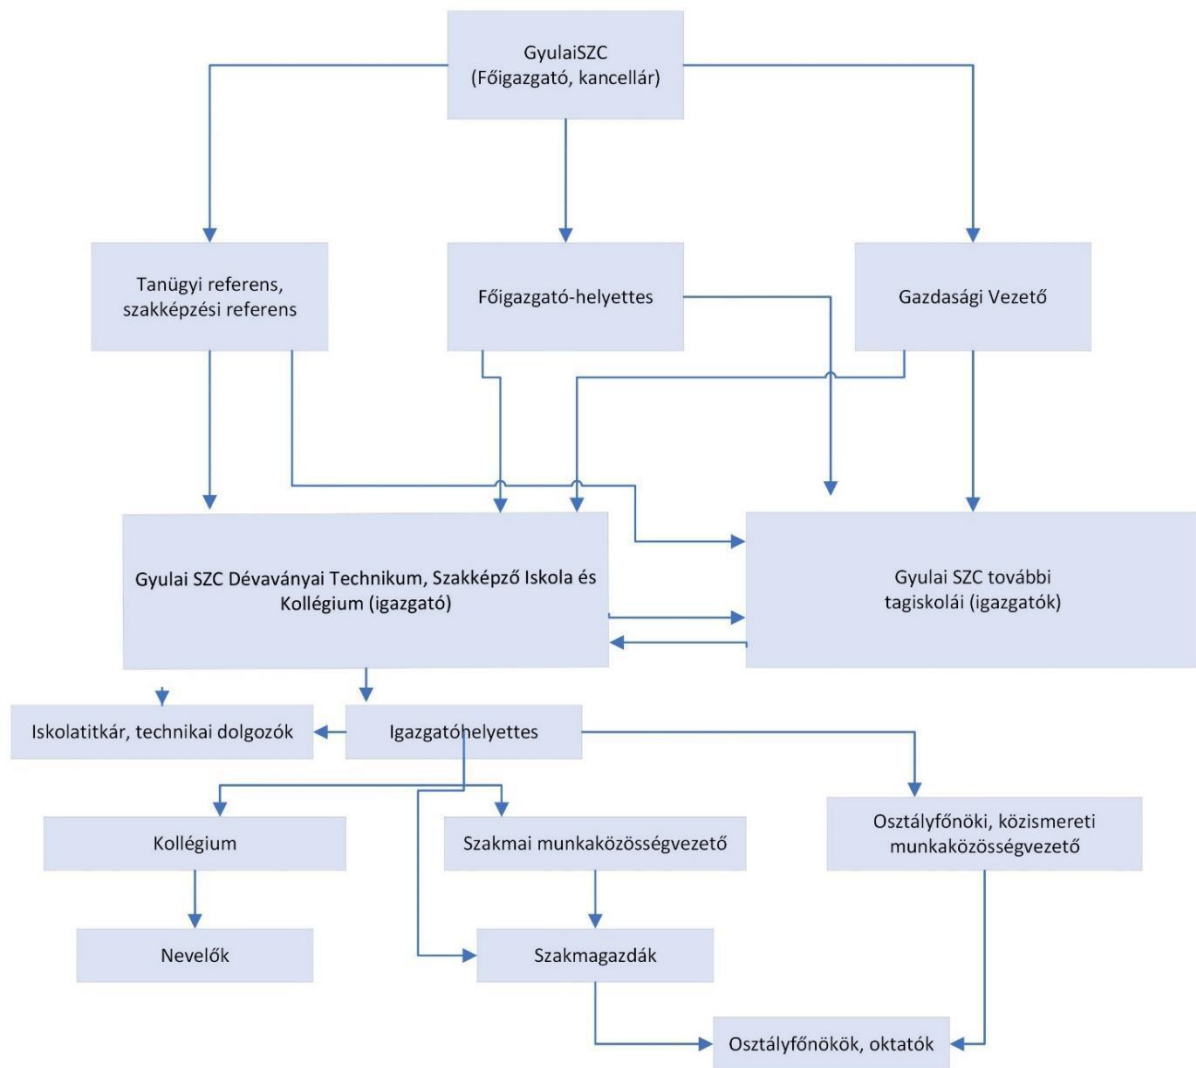 GyulaiSZC
(Főigazgató, kancellár)
Tanügyi referens,
szakképzési referens
Főigazgató-helyettes
Gazdasági Vezető
Gyulai SZC Dévaványai Technikum, Szakképző Iskola és
Kollégium (igazgató)
Gyulai SZC további
tagiskolái (igazgatók)
Iskolatitkár, technikai dolgozók
Igazgatóhelyettes
Kollégium
Szakmai munkaközösségvezető
Osztályfőnöki, közismereti
munkaközösségvezető
Nevelők
Szakmagazdák
Osztályfőnökök, oktatók